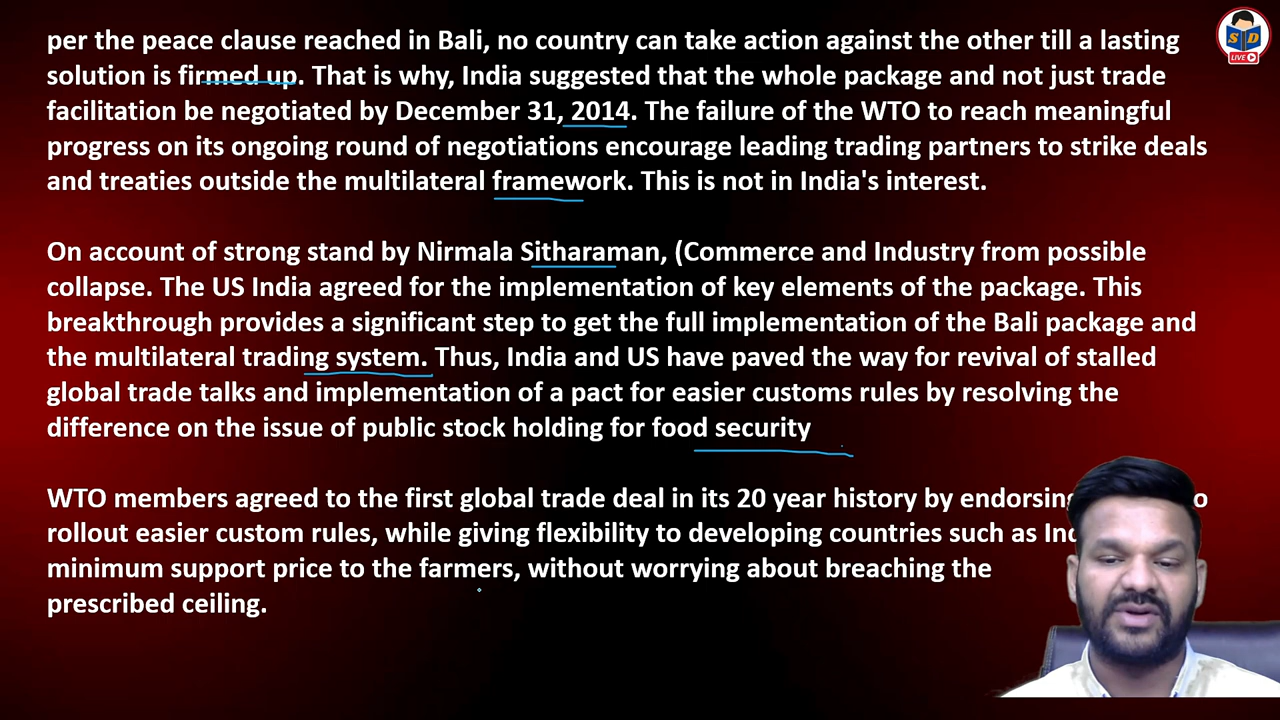 per the peace clause reached in Bali, no country can take action against the other till a lasting
solution is firmed up. That is why, India suggested that the whole package and not just trade
facilitation be negotiated by December 31, 2014. The failure of the WTO to reach meaningful
progress on its ongoing round of negotiations encourage leading trading partners to strike deals
and treaties outside the multilateral framework. This is not in India's interest.
On account of strong stand by Nirmala Sitharaman, (Commerce and Industry from possible
collapse. The US India agreed for the implementation of key elements of the package. This
breakthrough provides a significant step to get the full implementation of the Bali package and
the multilateral trading system. Thus, India and US have paved the way for revival of stalled
global trade talks and implementation of a pact for easier customs rules by resolving the
difference on the issue of public stock holding for food security
WTO members agreed to the first global trade deal in its 20 year history by endorsing
rollout easier custom rules, while giving flexibility to developing countries such as
minimum support price to the farmers, without worrying about breaching the
prescribed ceiling.
S D
LIVE